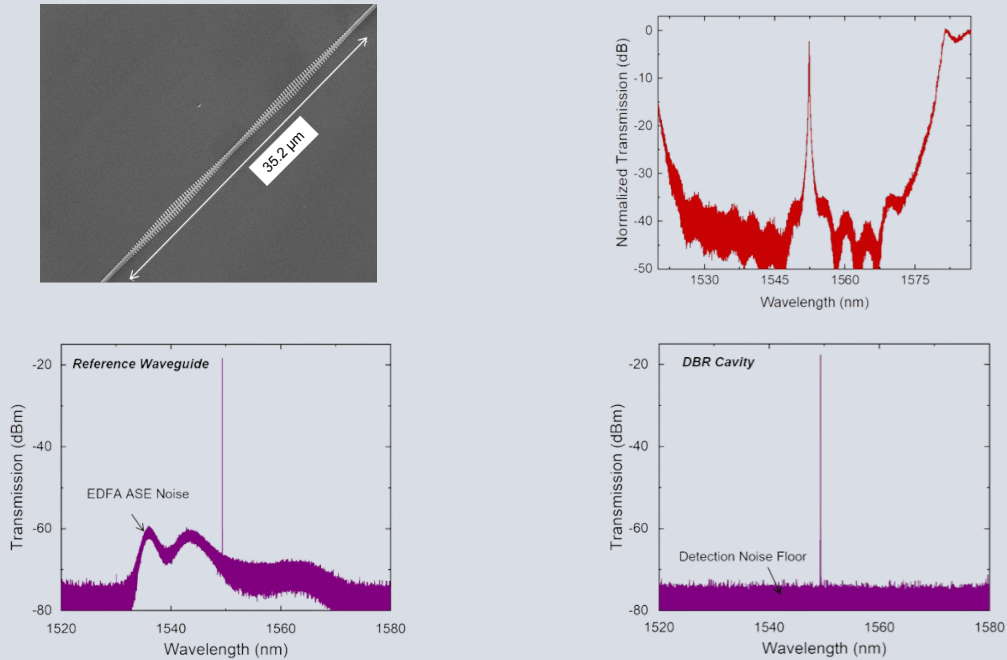 35.2 µm
Normalized Transmission (dB)
0
-10
-20
-30
-40
-50
1530
1545
1560
1575
Wavelength (nm)
Reference Waveguide
EDFA ASE Noise
Transmission (dBm)
-20
-40
-60
-80
1520
1540
1560
1580
Wavelength (nm)
DBR Cavity
Detection Noise Floor
Transmission (dBm)
-20
-40
-60
-80
1520
1540
1560
1580
Wavelength (nm)